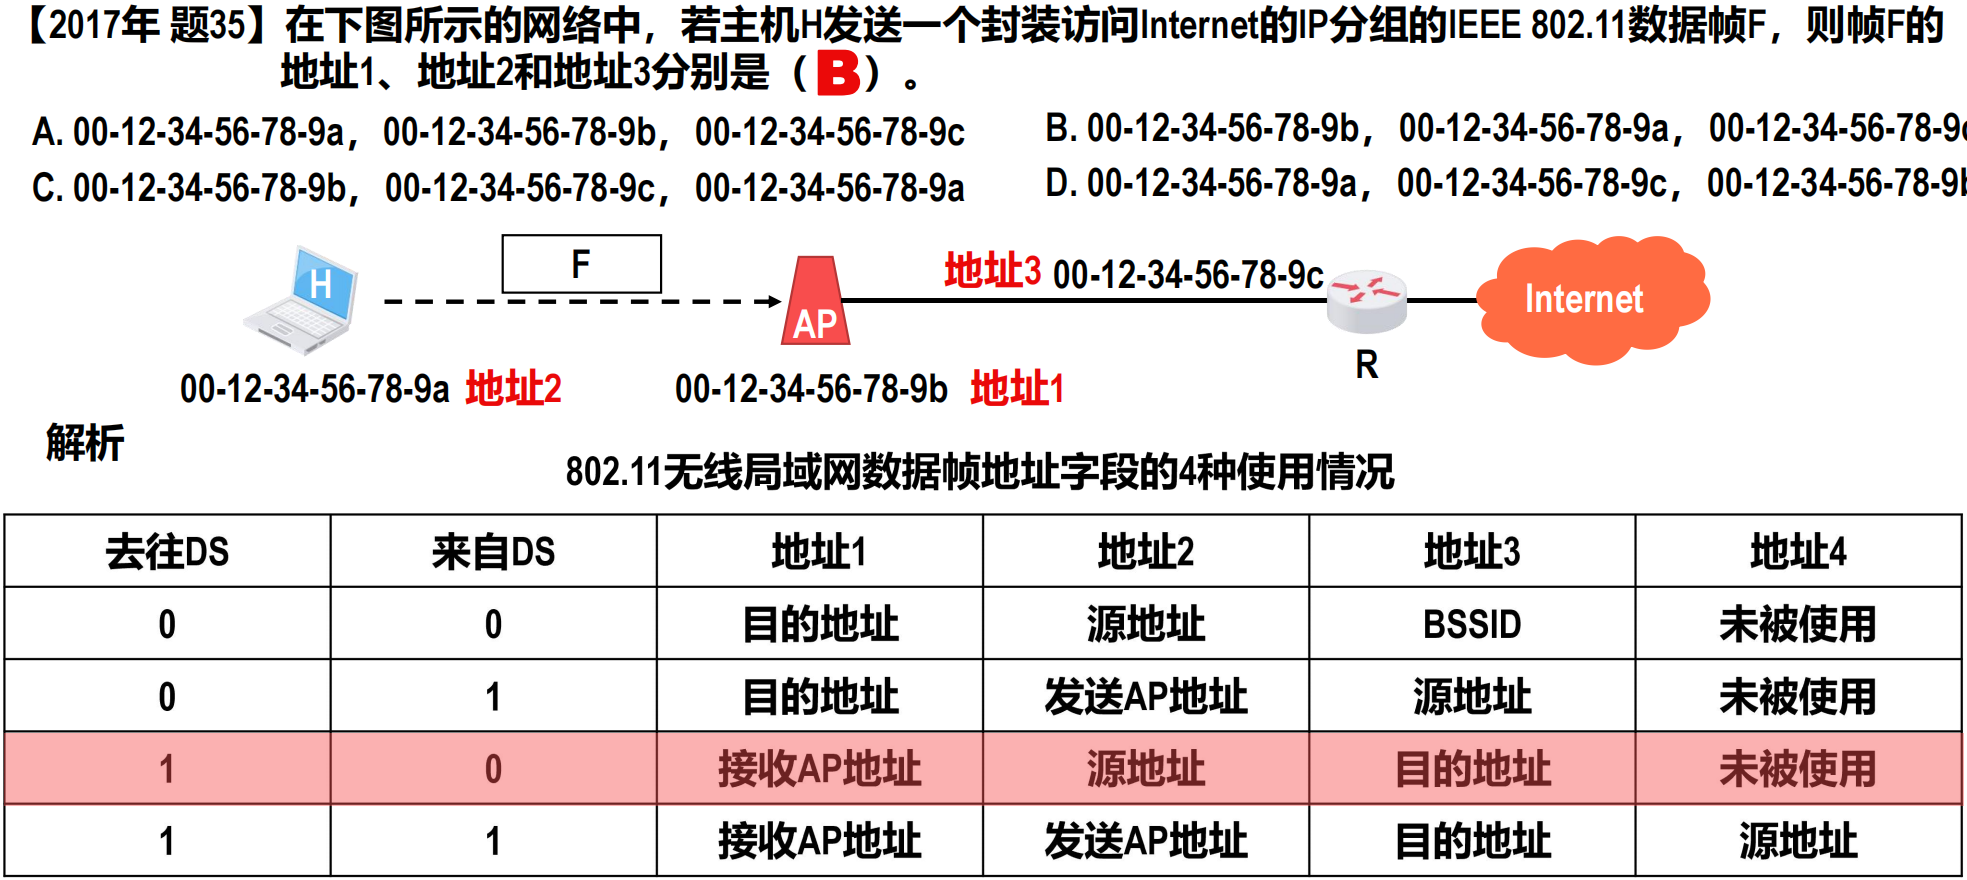 【2017年 题35】在下图所示的网络中，若主机H发送一个封装访问Internet的IP分组的IEEE 802.11数据帧F，则帧F的
地址1、地址2和地址3分别是（B）。
A. 00-12-34-56-78-9a，00-12-34-56-78-9b，00-12-34-56-78-9c
B. 00-12-34-56-78-9b，00-12-34-56-78-9a，00-12-34-56-78-9c
C. 00-12-34-56-78-9b，00-12-34-56-78-9c，00-12-34-56-78-9a
D. 00-12-34-56-78-9a，00-12-34-56-78-9c，00-12-34-56-78-9b
H
F
AP
地址3 00-12-34-56-78-9c
R
Internet
00-12-34-56-78-9a 地址2
00-12-34-56-78-9b 地址1
解析
802.11无线局域网数据帧地址字段的4种使用情况
去往DS 来自DS 地址1 地址2 地址3 地址4
0 0 目的地址 源地址 BSSID 未被使用
0 1 目的地址 发送AP地址 源地址 未被使用
1 0 接收AP地址 源地址 目的地址 未被使用
1 1 接收AP地址 发送AP地址 目的地址 源地址